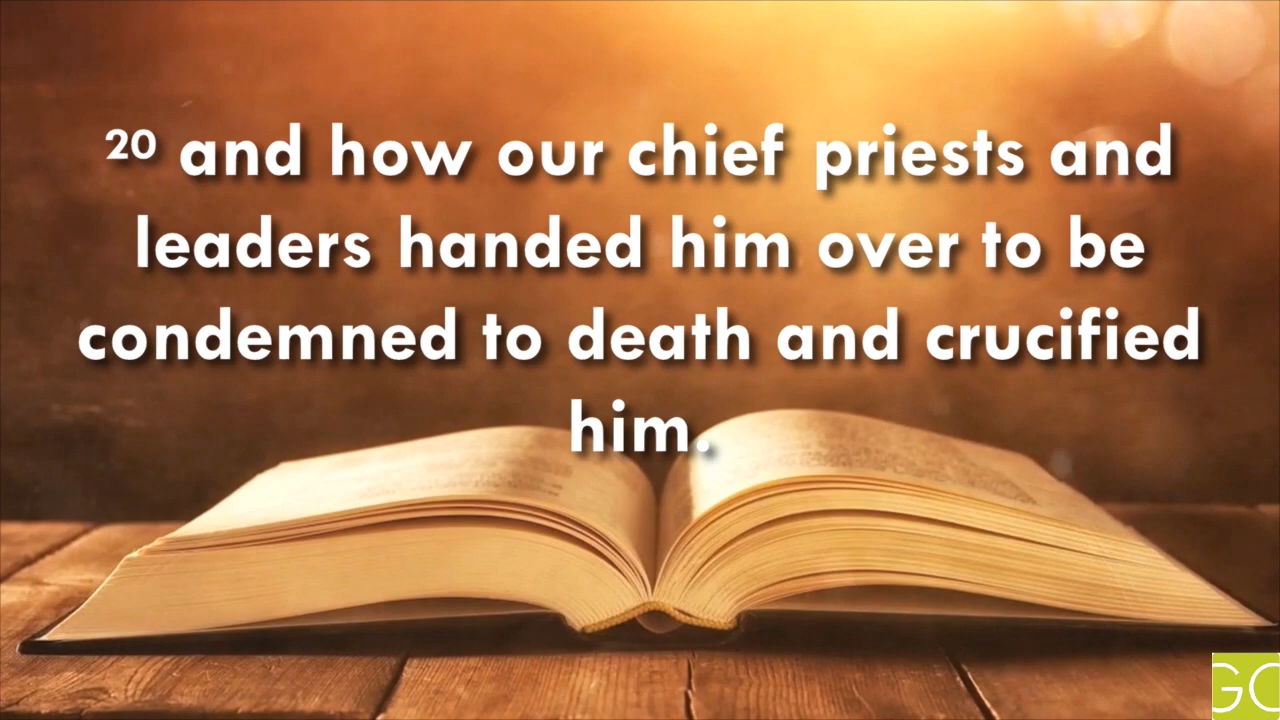 ²⁰ and how our chief priests and
leaders handed him over to be
condemned to death and crucified
him.
GC